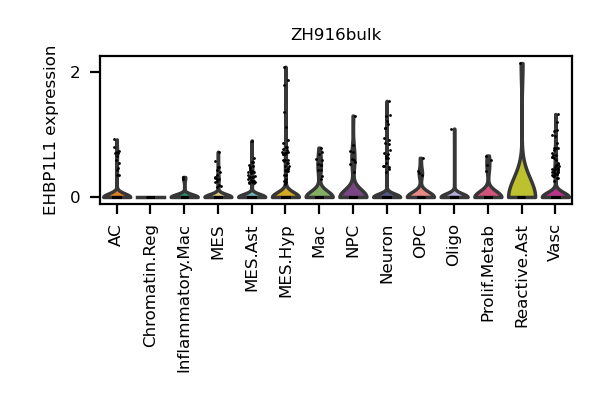 ZH916bulk
EHBP1L1 expression
2
0
AC
Chromatin.Reg
Inflammatory.Mac
MES
MES.Ast
MES.Hyp
Mac
NPC
Neuron
OPC
Oligo
Prolif.Metab
Reactive.Ast
Vasc